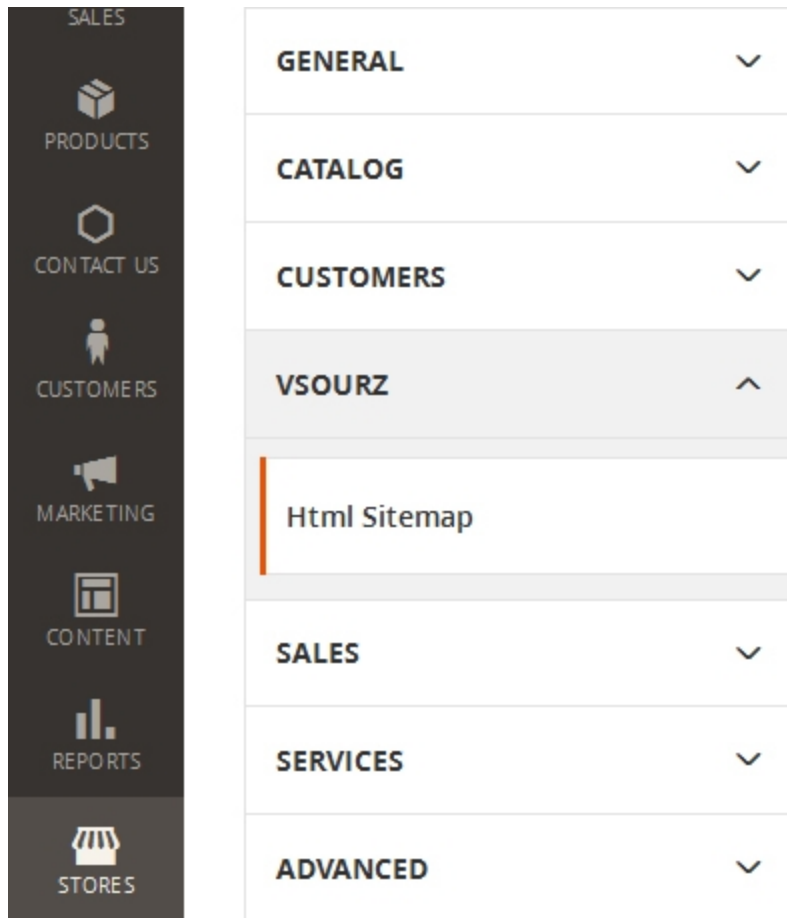 SALES
PRODUCTS
CONTACT US
CUSTOMERS
MARKETING
CONTENT
REPORTS
STORES
GENERAL
CATALOG
CUSTOMERS
VSOURZ
Html Sitemap
SALES
SERVICES
ADVANCED